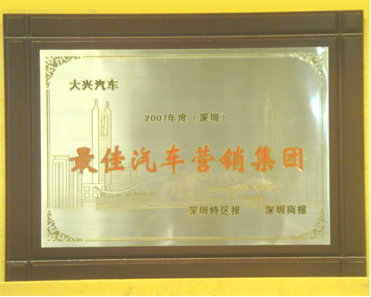 大兴汽车
2007年度（深圳）
最佳汽车营销集团
深圳特区报 深圳商报